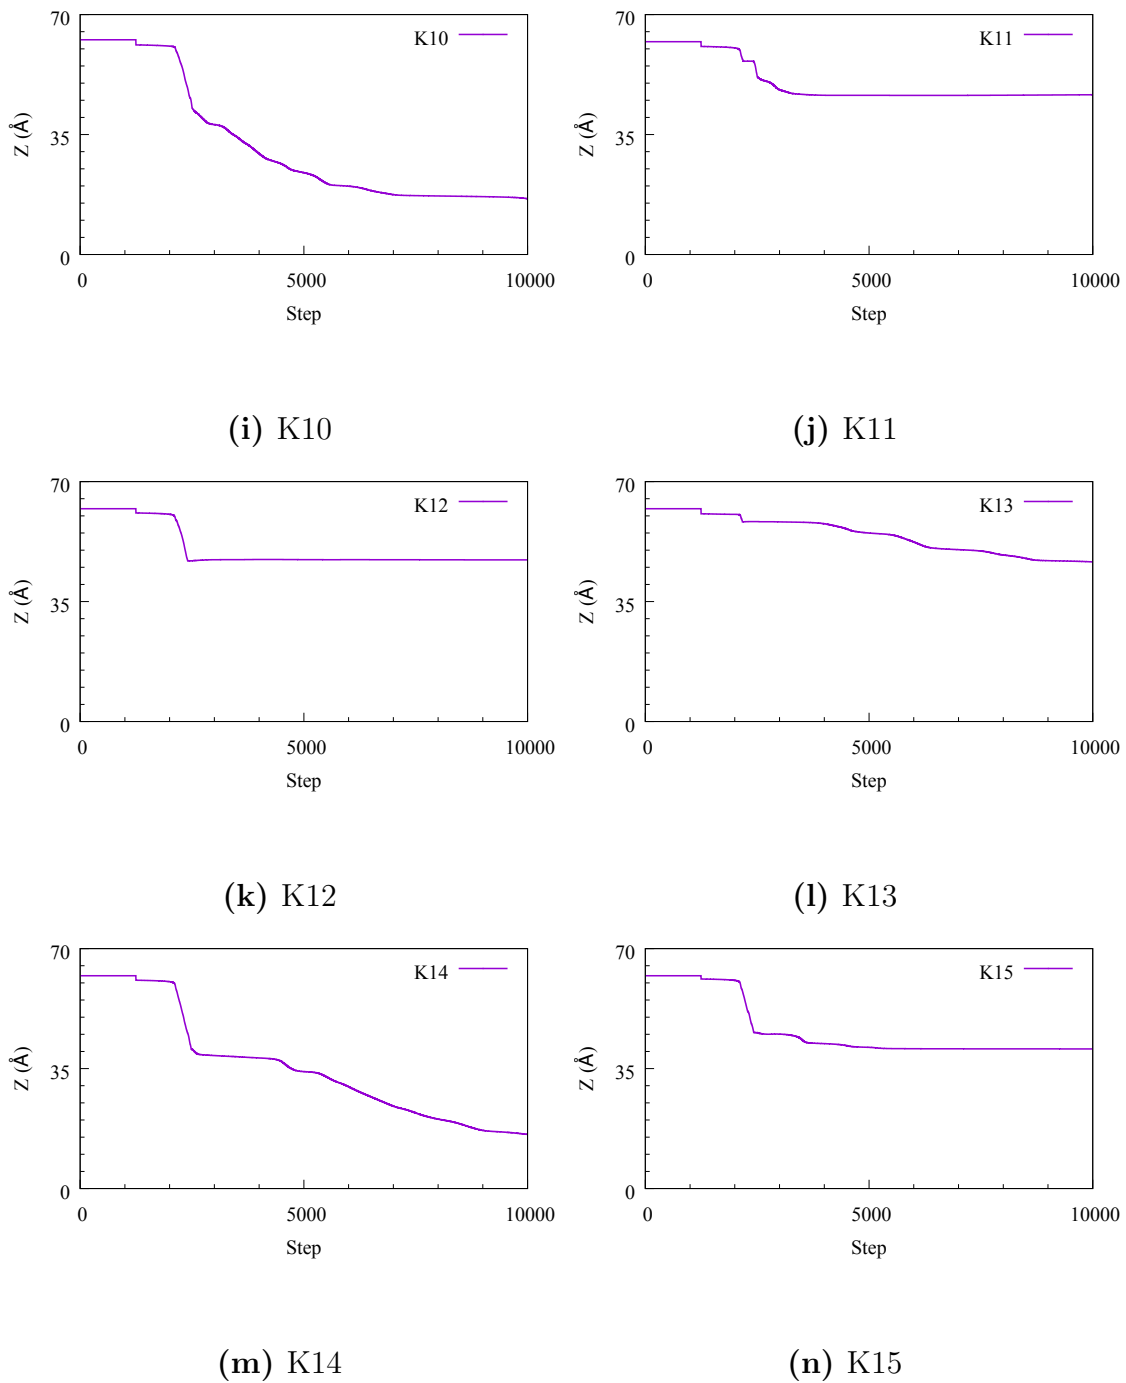 70
35
0
Z (Å)
K10
0
5000
10000
Step
(i) K10
70
35
0
Z (Å)
K11
0
5000
10000
Step
(j) K11
70
35
0
Z (Å)
K12
0
5000
10000
Step
(k) K12
70
35
0
Z (Å)
K13
0
5000
10000
Step
(l) K13
70
35
0
Z (Å)
K14
0
5000
10000
Step
(m) K14
70
35
0
Z (Å)
K15
0
5000
10000
Step
(n) K15